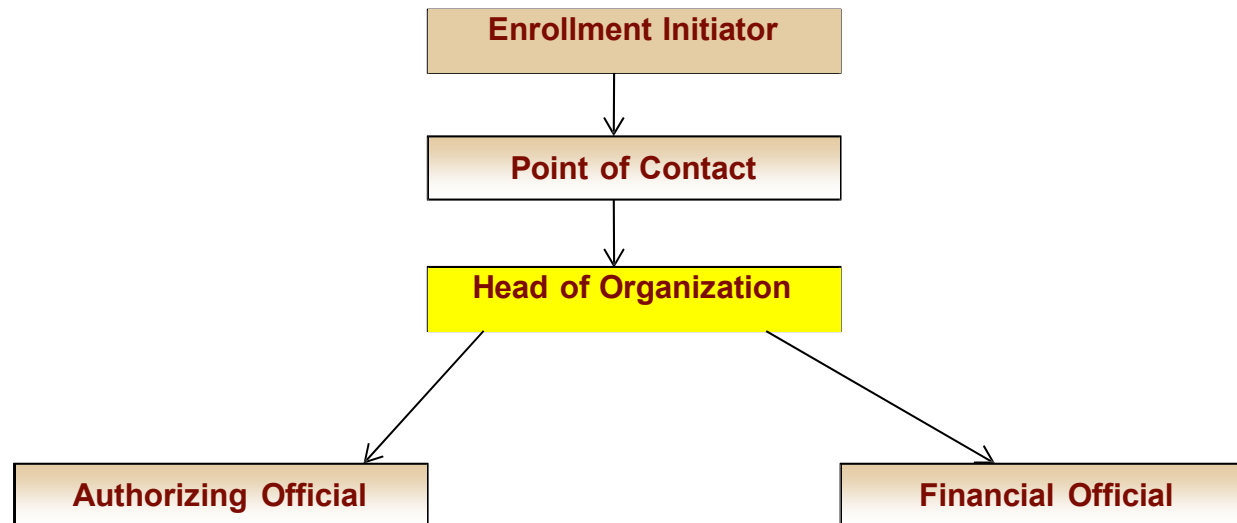 Enrollment Initiator
Point of Contact
Head of Organization
Authorizing Official
Financial Official